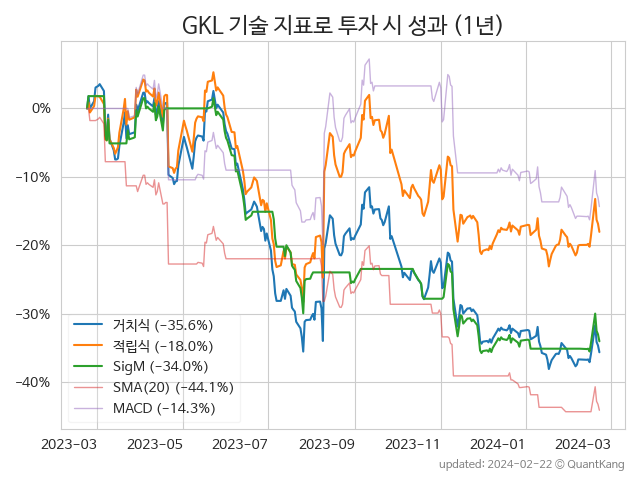 GKL 기술 지표로 투자 시 성과 (1년)
0%
−10%
−20%
−30%
−40%
거치식 (−35.6%)
적립식 (−18.0%)
SigM (−34.0%)
SMA(20) (−44.1%)
MACD (−14.3%)
2023-03 2023-05 2023-07 2023-09 2023-11 2024-01 2024-03
updated: 2024-02-22 © QuantKang